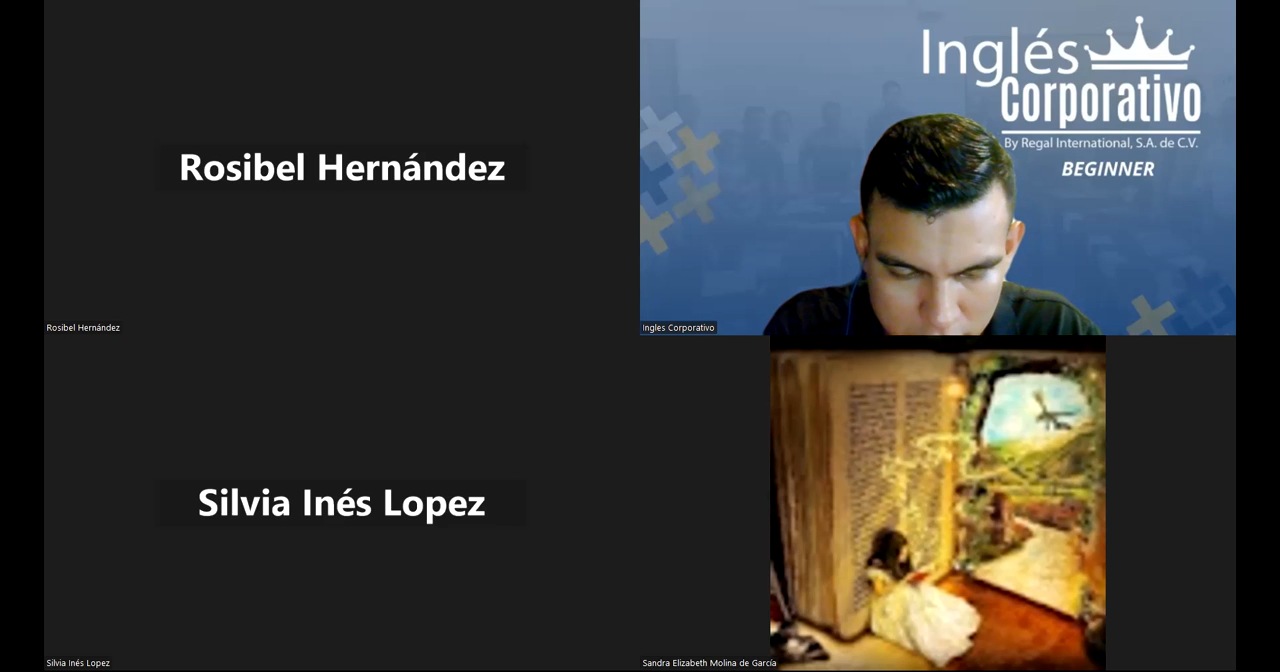 Rosibel Hernández
Rosibel Hernández
Inglés
Corporativo
By Regal International, S.A. de C.V.
BEGINNER
Ingles Corporativo
Silvia Inés Lopez
Silvia Inés Lopez
Sandra Elizabeth Molina de García